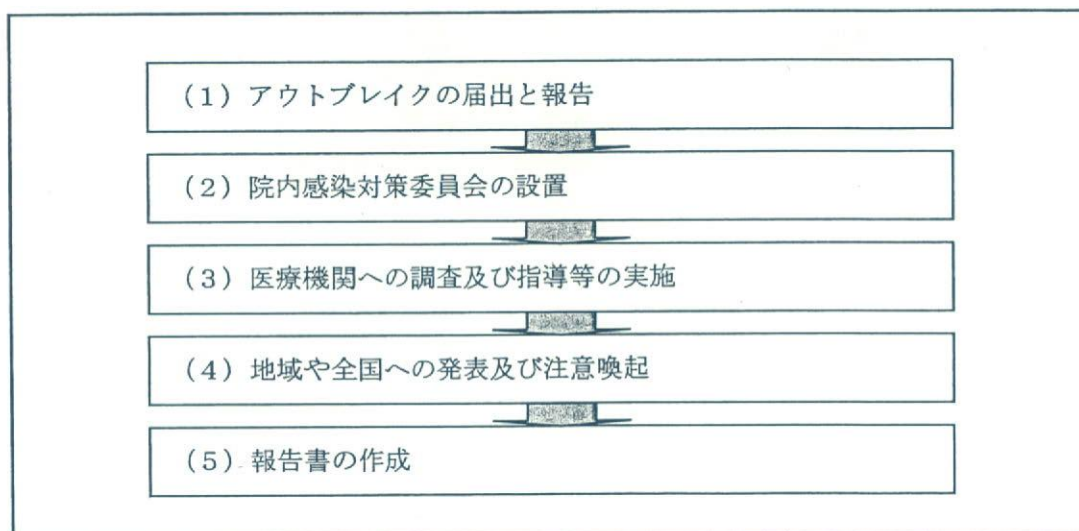 （１）アウトブレイクの届出と報告
（２）院内感染対策委員会の設置
（３）医療機関への調査及び指導等の実施
（４）地域や全国への発表及び注意喚起
（５）報告書の作成